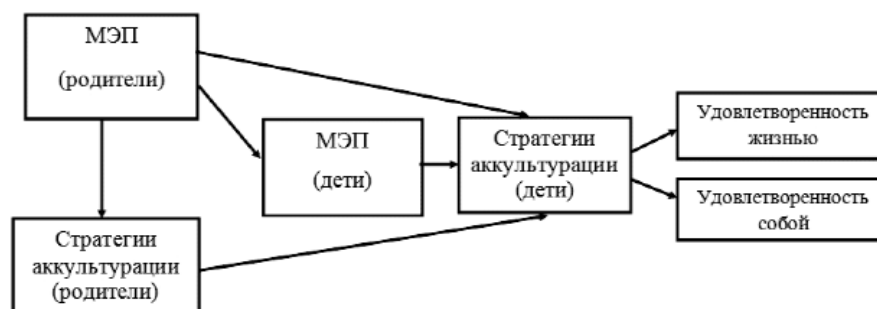 МЭП
(родители)
МЭП
(дети)
Стратегии
аккультурации
(дети)
Удовлетворенность
жизнью
Удовлетворенность
собой
Стратегии
аккультурации
(родители)